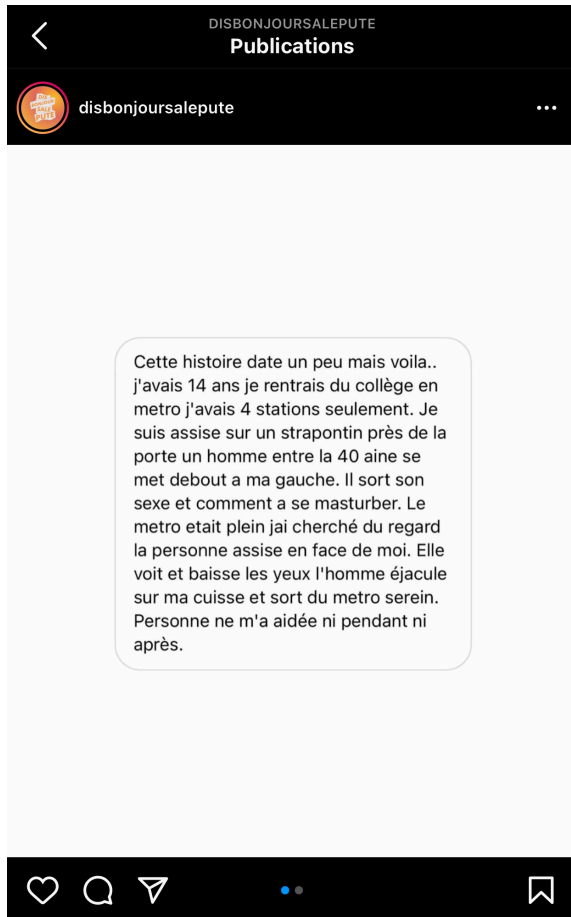 DISBONJOURSALEPUTE
Publications
DIS
BONJOUR
SALE
PUTE
disbonjoursalepute
Cette histoire date un peu mais voila..
j'avais 14 ans je rentrais du collège en
metro j'avais 4 stations seulement. Je
suis assise sur un strapontin près de la
porte un homme entre la 40 aine se
met debout a ma gauche. Il sort son
sexe et comment a se masturber. Le
metro etait plein jai cherché du regard
la personne assise en face de moi. Elle
voit et baisse les yeux l'homme éjacule
sur ma cuisse et sort du metro serein.
Personne ne m'a aidée ni pendant ni
après.